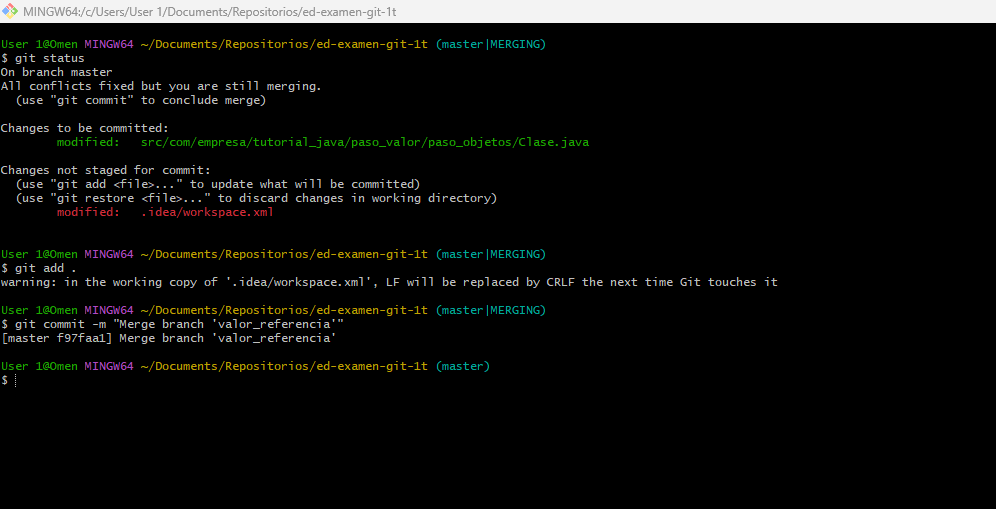 MINGW64:/c/Users/User 1/Documents/Repositorios/ed-examen-git-1t
User 1@Omen MINGW64 ~/Documents/Repositorios/ed-examen-git-1t (master|MERGING)
$ git status
On branch master
All conflicts fixed but you are still merging.
  (use "git commit" to conclude merge)
Changes to be committed:
        modified:   src/com/empresa/tutorial_java/paso_valor/paso_objetos/Clase.java
Changes not staged for commit:
  (use "git add <file>..." to update what will be committed)
  (use "git restore <file>..." to discard changes in working directory)
        modified:   .idea/workspace.xml
User 1@Omen MINGW64 ~/Documents/Repositorios/ed-examen-git-1t (master|MERGING)
$ git add .
warning: in the working copy of '.idea/workspace.xml', LF will be replaced by CRLF the next time Git touches it
User 1@Omen MINGW64 ~/Documents/Repositorios/ed-examen-git-1t (master|MERGING)
$ git commit -m "Merge branch 'valor_referencia'"
[master f97faa1] Merge branch 'valor_referencia'
User 1@Omen MINGW64 ~/Documents/Repositorios/ed-examen-git-1t (master)
$